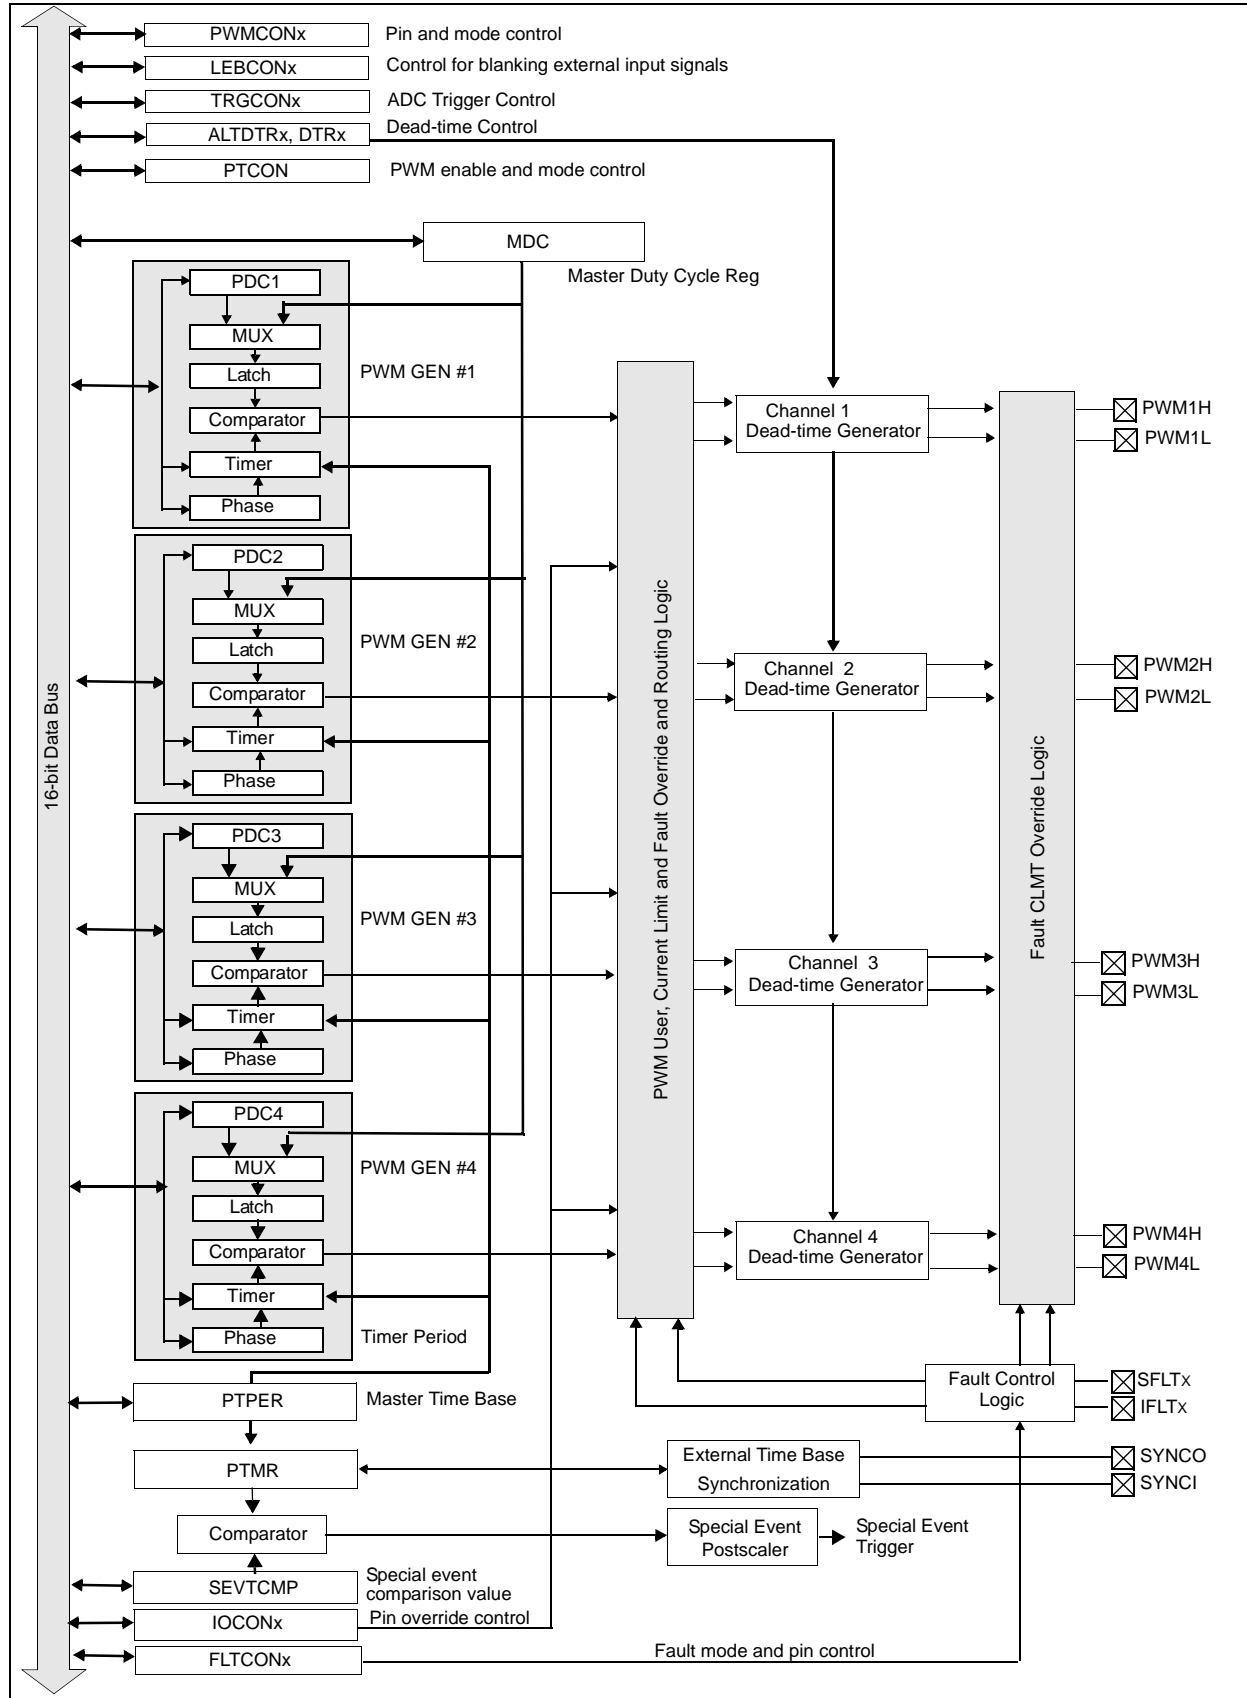 PWMCONx
Pin and mode control
LEBCONx
Control for blanking external input signals
TRGCONx
ADC Trigger Control
ALTDTRx, DTRx
Dead-time Control
PTCON
PWM enable and mode control
MDC
Master Duty Cycle Reg
16-bit Data Bus
PDC1
MUX
Latch
Comparator
Timer
Phase
PWM GEN #1
PDC2
MUX
Latch
Comparator
Timer
Phase
PWM GEN #2
PDC3
MUX
Latch
Comparator
Timer
Phase
PWM GEN #3
PDC4
MUX
Latch
Comparator
Timer
Phase
PWM GEN #4
Timer Period
PWM User, Current Limit and Fault Override and Routing Logic
Channel 1
Dead-time Generator
Channel 2
Dead-time Generator
Channel 3
Dead-time Generator
Channel 4
Dead-time Generator
Fault CLMT Override Logic
PWM1H
PWM1L
PWM2H
PWM2L
PWM3H
PWM3L
PWM4H
PWM4L
Fault Control
Logic
SFLTX
IFLTX
PTPER
Master Time Base
PTMR
External Time Base
Synchronization
SYNCO
SYNCI
Comparator
Special Event
Postscaler
Special Event
Trigger
SEVTCMP
Special event
comparison value
IOCONx
Pin override control
FLTCONx
Fault mode and pin control